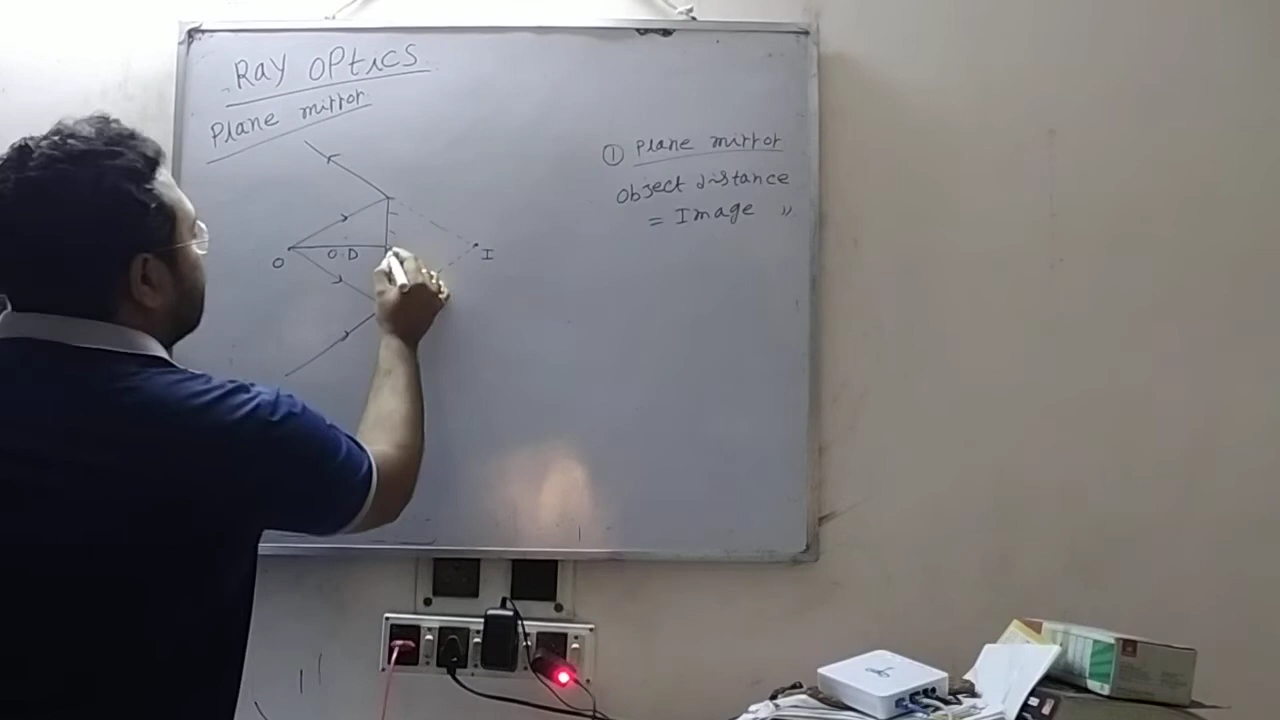 Ray OPtics
Plane mirror
O
O.D
I
① Plane mirror
Object distance
= Image "